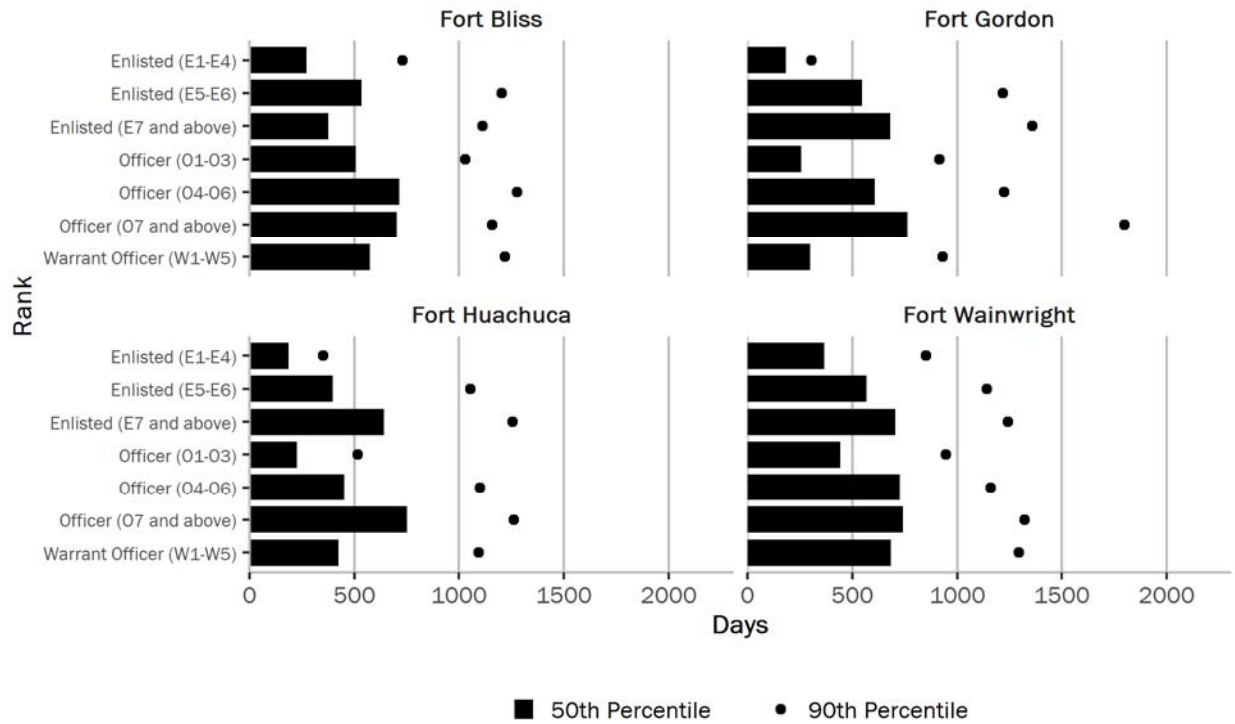 Fort Bliss
Fort Gordon
Enlisted (E1-E4)
Enlisted (E5-E6)
Enlisted (E7 and above)
Officer (O1-O3)
Officer (O4-O6)
Officer (O7 and above)
Warrant Officer (W1-W5)
Rank
Fort Huachuca
Fort Wainwright
Enlisted (E1-E4)
Enlisted (E5-E6)
Enlisted (E7 and above)
Officer (O1-O3)
Officer (O4-O6)
Officer (O7 and above)
Warrant Officer (W1-W5)
0 500 1000 1500 2000
0 500 1000 1500 2000
Days
50th Percentile
90th Percentile